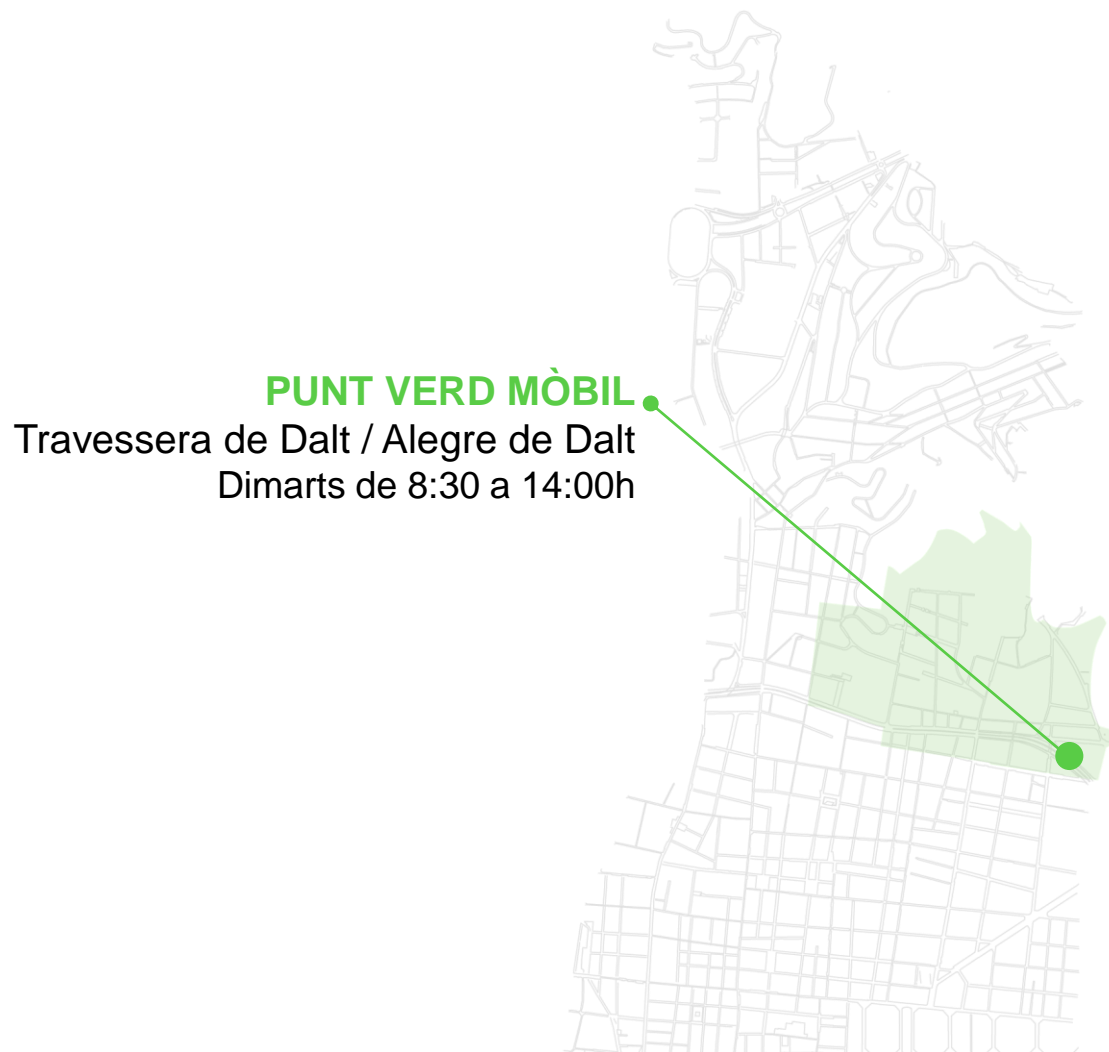 PUNT VERD MÒBIL
Travessera de Dalt / Alegre de Dalt
Dimarts de 8:30 a 14:00h